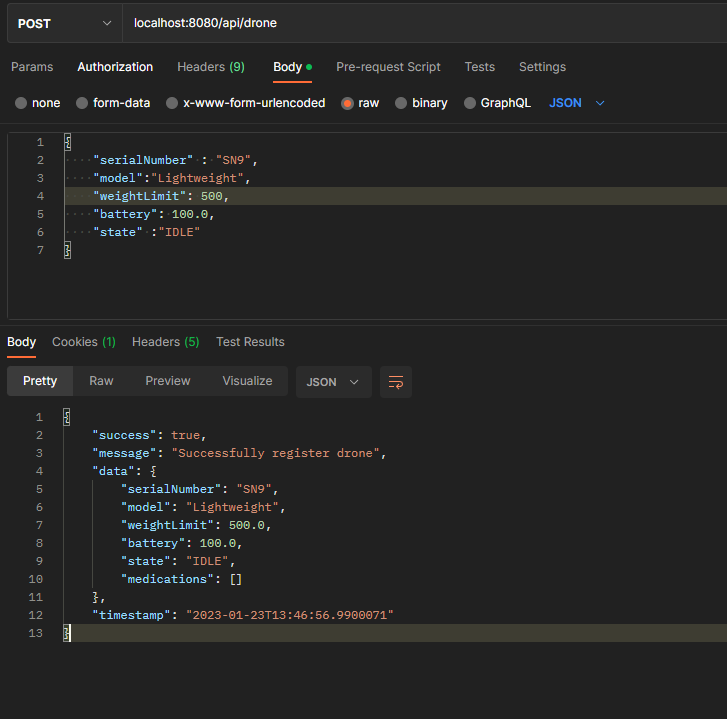 POST localhost:8080/api/drone
Params Authorization Headers (9) Body Pre-request Script Tests Settings
none form-data x-www-form-urlencoded raw binary GraphQL JSON
1 {
2 "serialNumber" : "SN9",
3 "model":"Lightweight",
4 "weightLimit": 500,
5 "battery": 100.0,
6 "state" :"IDLE"
7 }
Body Cookies (1) Headers (5) Test Results
Pretty Raw Preview Visualize JSON
1 {
2 "success": true,
3 "message": "Successfully register drone",
4 "data": {
5 "serialNumber": "SN9",
6 "model": "Lightweight",
7 "weightLimit": 500.0,
8 "battery": 100.0,
9 "state": "IDLE",
10 "medications": []
11 },
12 "timestamp": "2023-01-23T13:46:56.9900071"
13 }